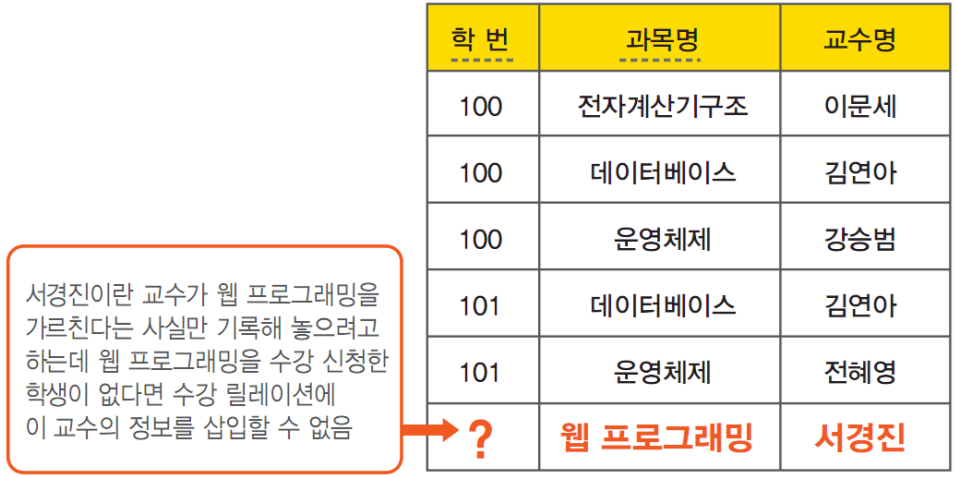 학 번 과목명 교수명
100 전자계산기구조 이문세
100 데이터베이스 김연아
100 운영체제 강승범
101 데이터베이스 김연아
101 운영체제 전혜영
? 웹 프로그래밍 서경진
서경진이란 교수가 웹 프로그래밍을
가르친다는 사실만 기록해 놓으려고
하는데 웹 프로그래밍을 수강 신청한
학생이 없다면 수강 릴레이션에
이 교수의 정보를 삽입할 수 없음